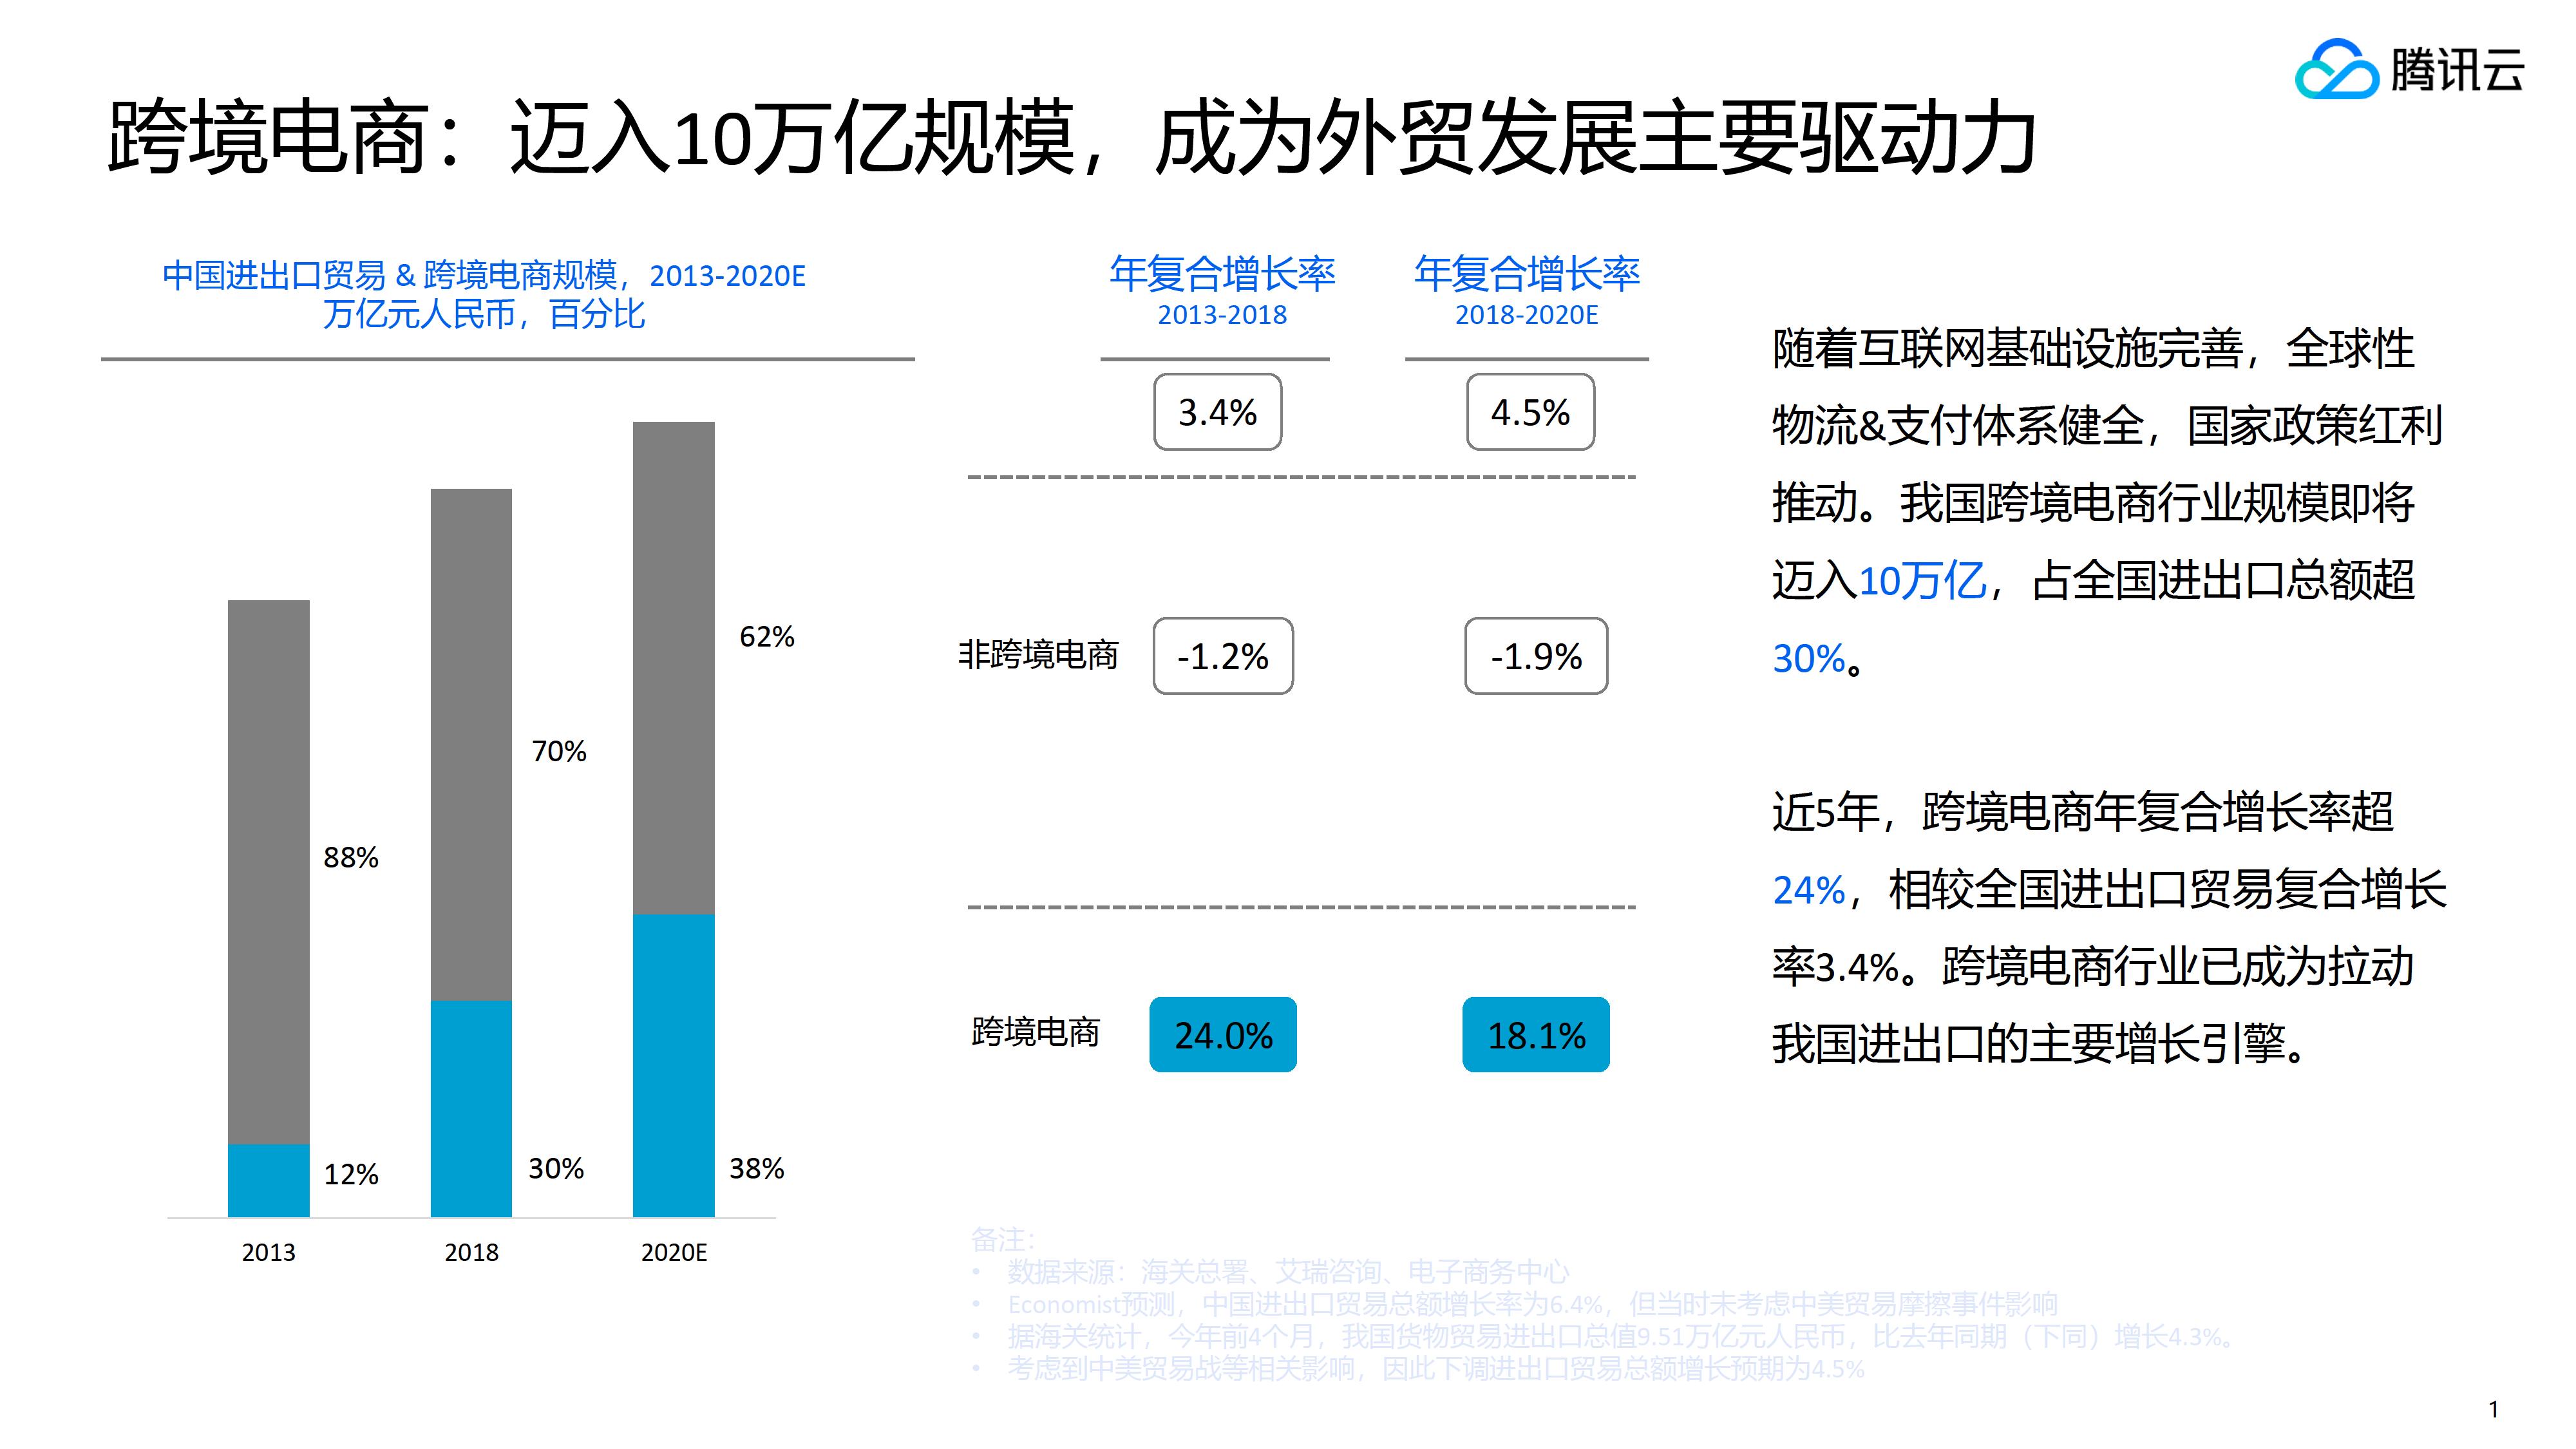 腾讯云
跨境电商：迈入10万亿规模，成为外贸发展主要驱动力
中国进出口贸易 & 跨境电商规模，2013-2020E
万亿元人民币，百分比
88%
12%
70%
30%
62%
38%
2013
2018
2020E
年复合增长率
2013-2018
年复合增长率
2018-2020E
3.4%
4.5%
非跨境电商
-1.2%
-1.9%
跨境电商
24.0%
18.1%
随着互联网基础设施完善，全球性
物流&支付体系健全，国家政策红利
推动。我国跨境电商行业规模即将
迈入10万亿，占全国进出口总额超
30%。
近5年，跨境电商年复合增长率超
24%，相较全国进出口贸易复合增长
率3.4%。跨境电商行业已成为拉动
我国进出口的主要增长引擎。
备注：
• 数据来源：海关总署、艾瑞咨询、电子商务中心
• Economist预测，中国进出口贸易总额增长率为6.4%，但当时未考虑中美贸易摩擦事件影响
• 据海关统计，今年前4个月，我国货物贸易进出口总值9.51万亿元人民币，比去年同期（下同）增长4.3%。
• 考虑到中美贸易战等相关影响，因此下调进出口贸易总额增长预期为4.5%
1